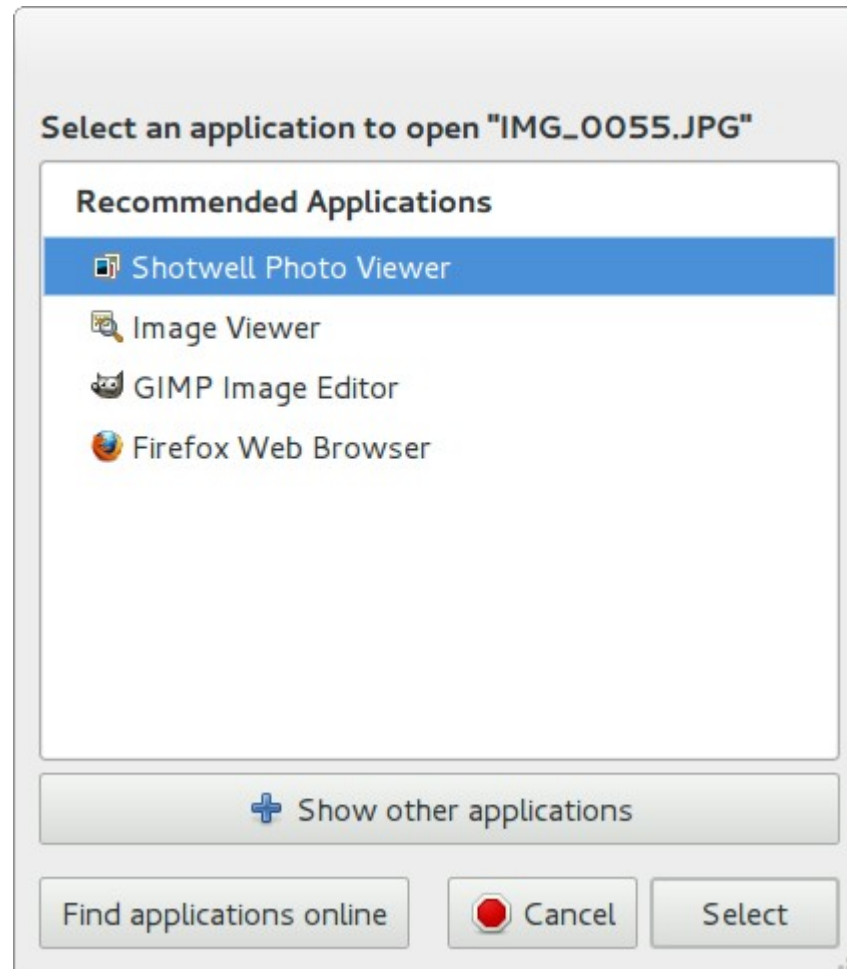 Select an application to open "IMG_0055.JPG"
Recommended Applications
Shotwell Photo Viewer
Image Viewer
GIMP Image Editor
Firefox Web Browser
Show other applications
Find applications online Cancel Select